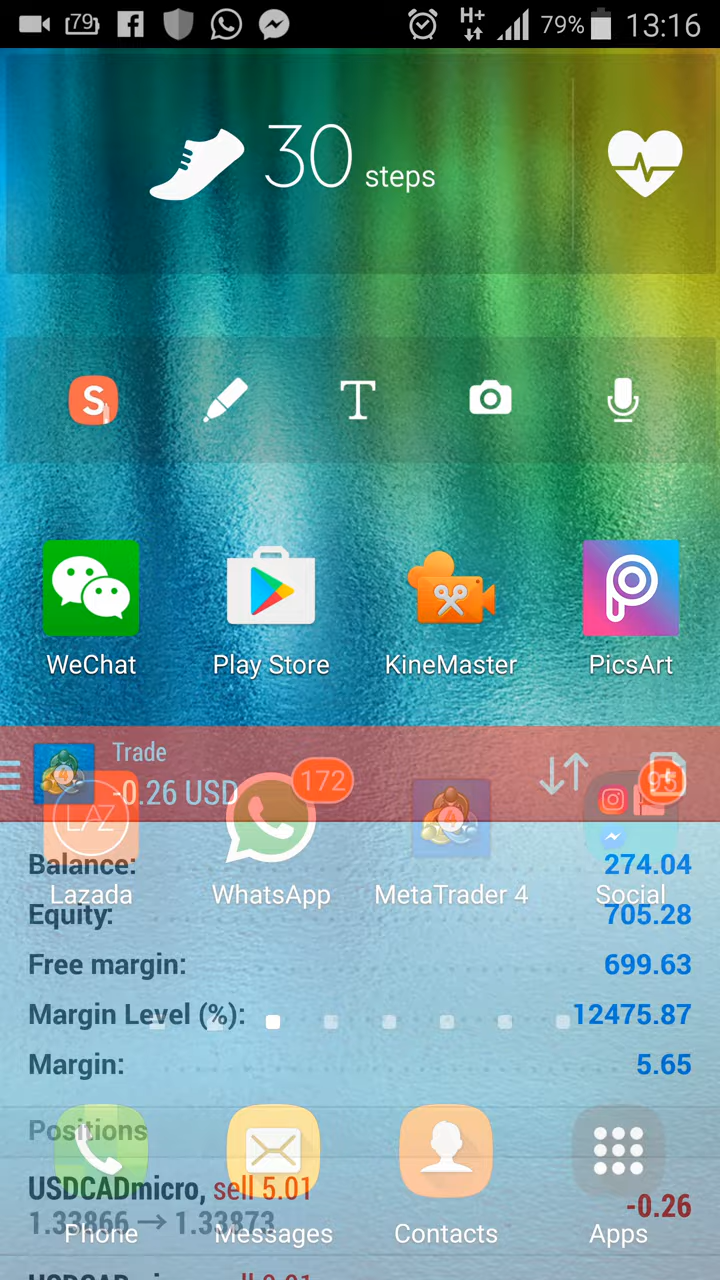 79 H+ 79% 13:16
30 steps
S T
WeChat Play Store KineMaster PicsArt
Trade
-0.26 USD 172 95
LAZ 4 4
Balance: 274.04
Lazada WhatsApp MetaTrader 4 Social
Equity: 705.28
Free margin: 699.63
Margin Level (%): 12475.87
Margin: 5.65
Positions
USDCADmicro, sell 5.01 -0.26
1.33866 → 1.33873
Phone Messages Contacts Apps